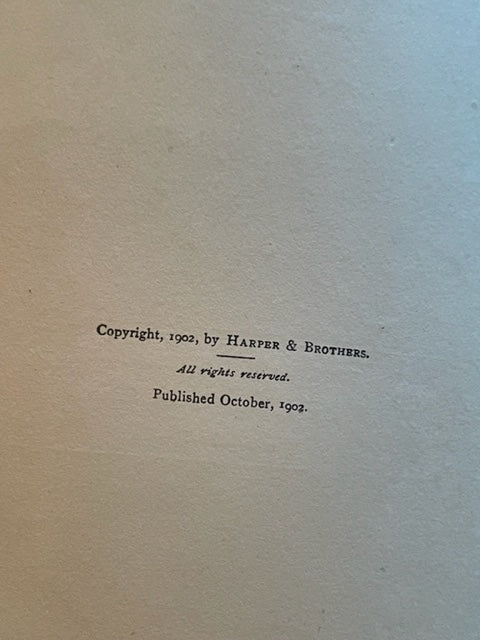 Copyright, 1902, by HARPER & BROTHERS.
All rights reserved.
Published October, 1902.